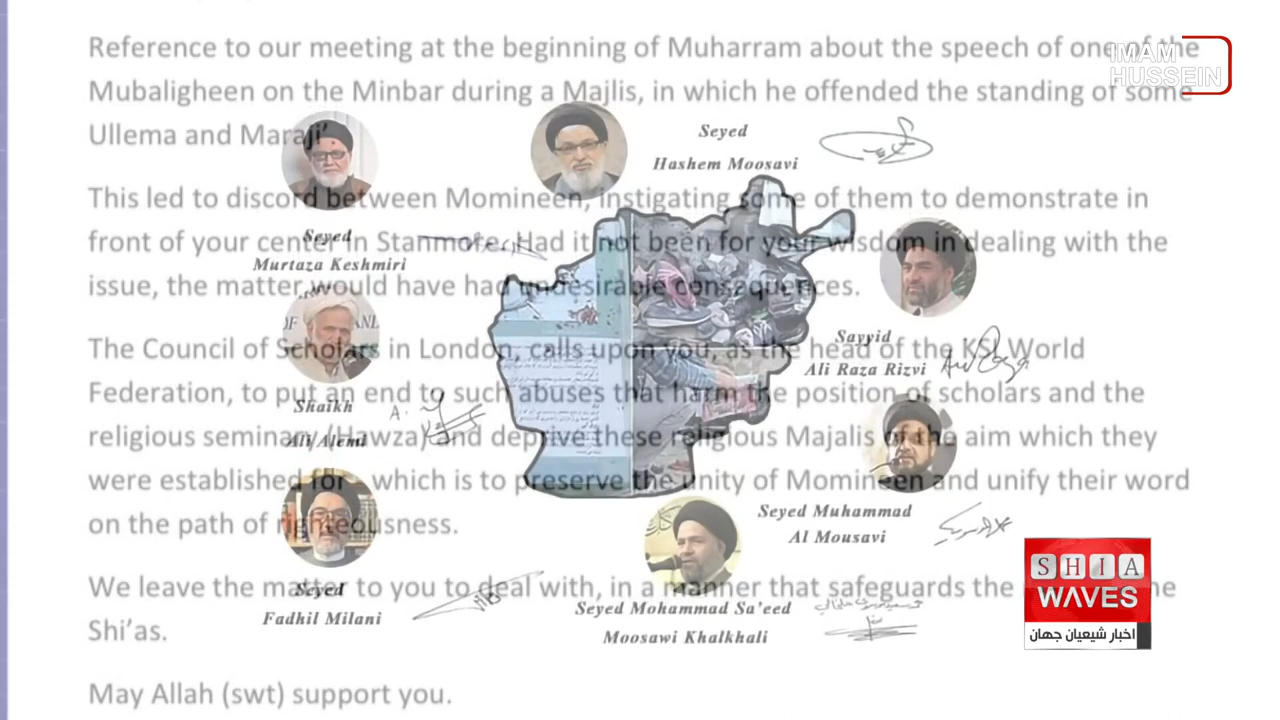 IMAM
HUSSEIN
Reference to our meeting at the beginning of Muharram about the speech of one of the
Mubaligheen on the Minbar during a Majlis, in which he offended the standing of some
Ullema and Maraji'
This led to discord between Momineen, instigating some of them to demonstrate in
front of your center in Stanmore. Had it not been for your wisdom in dealing with the
issue, the matter would have had undesirable consequences.
The Council of Scholars in London, calls upon you, as the head of the KSI World
Federation, to put an end to such abuses that harm the position of scholars and the
religious seminary (Hawza) and deprive these religious Majalis of the aim which they
were established for which is to preserve the unity of Momineen and unify their word
on the path of righteousness.
We leave the matter to you to deal with, in a manner that safeguards the
Shi'as.
May Allah (swt) support you.
Seyed
Hashem Moosavi
Seyed
Murtaza Keshmiri
Sayyid
Ali Raza Rizvi
Shaikh
Ali Alemi
Seyed Muhammad
Al Mousavi
Seyed
Fadhil Milani
Seyed Mohammad Sa'eed
Moosawi Khalkhali
SHIA
WAVES
اخبار شیعیان جهان